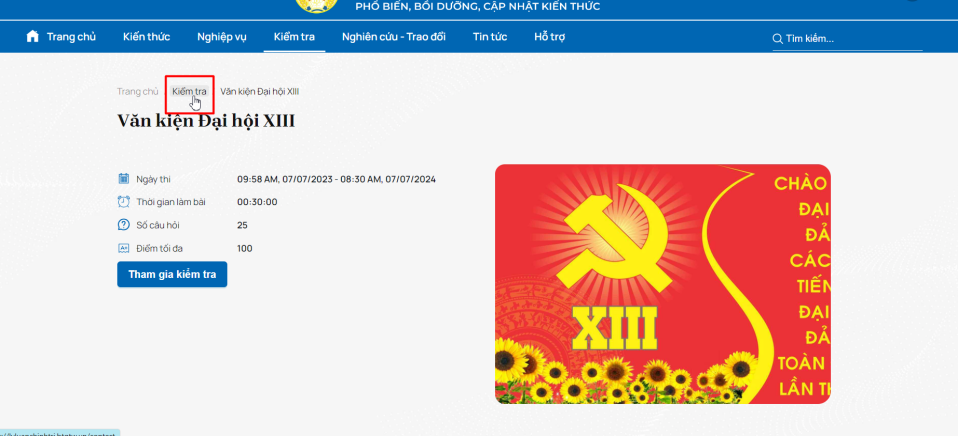 PHỔ BIẾN, BỒI DƯỠNG, CẬP NHẬT KIẾN THỨC
Trang chủ Kiến thức Nghiệp vụ Kiểm tra Nghiên cứu - Trao đổi Tin tức Hỗ trợ Tìm kiếm...
Trang chủ Kiểm tra Văn kiện Đại hội XIII
Văn kiện Đại hội XIII
Ngày thi 09:58 AM, 07/07/2023 - 08:30 AM, 07/07/2024
Thời gian làm bài 00:30:00
Số câu hỏi 25
Điểm tối đa 100
Tham gia kiểm tra
CHÀO
ĐẠI
ĐẢ
CÁC
TIẾN
ĐẠI
ĐẢ
TOÀN
LẦN TH
XIII